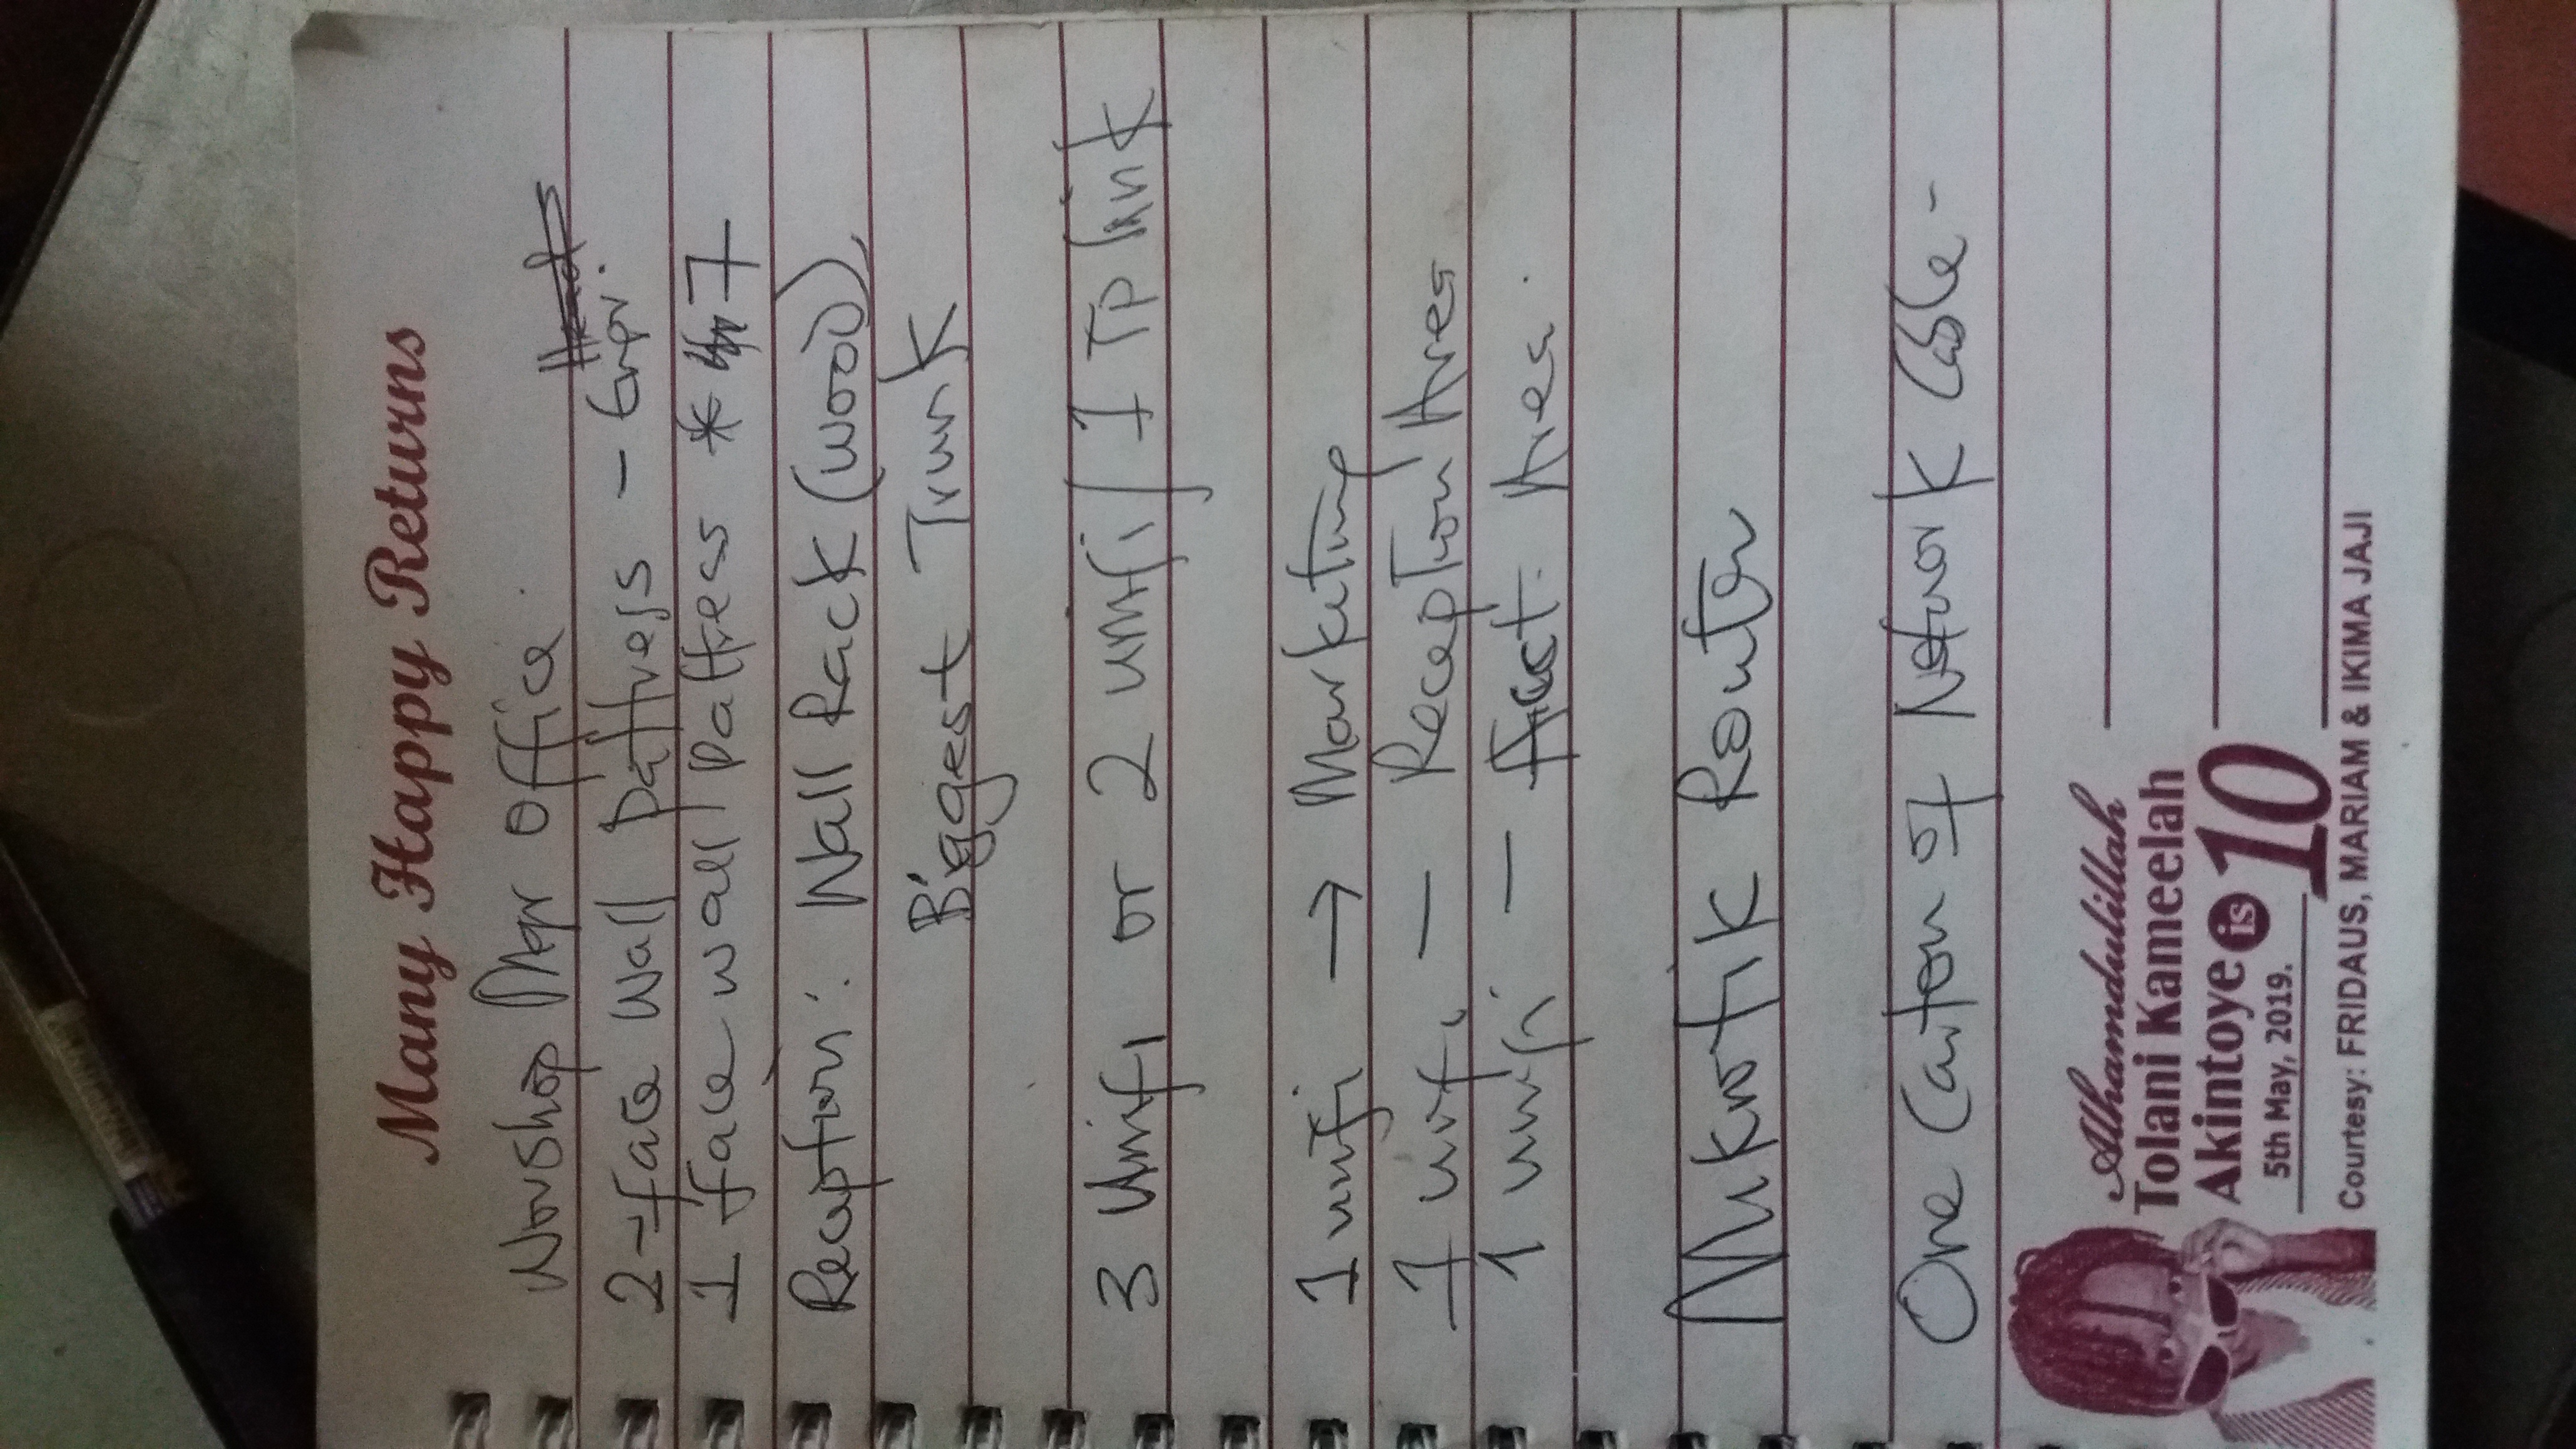 Many Happy Returns
Worshop Mgr Office
2-face Wall Pattress -
1 face wall Pattress * 7
Reception: Wall Rack (wood),
Biggest Trunk
3 Unifi or 2 unifi / 1 TP link
1 unifi → Marketing
1 unifi - Reception Area
1 unifi - Acct. Area.
Mikrotik Router
One Carton of Network Cable -
Alhamdulillah
Tolani Kameelah
Akintoye is 10
5th May, 2019.
Courtesy: FRIDAUS, MARIAM & IKIMA JAJI